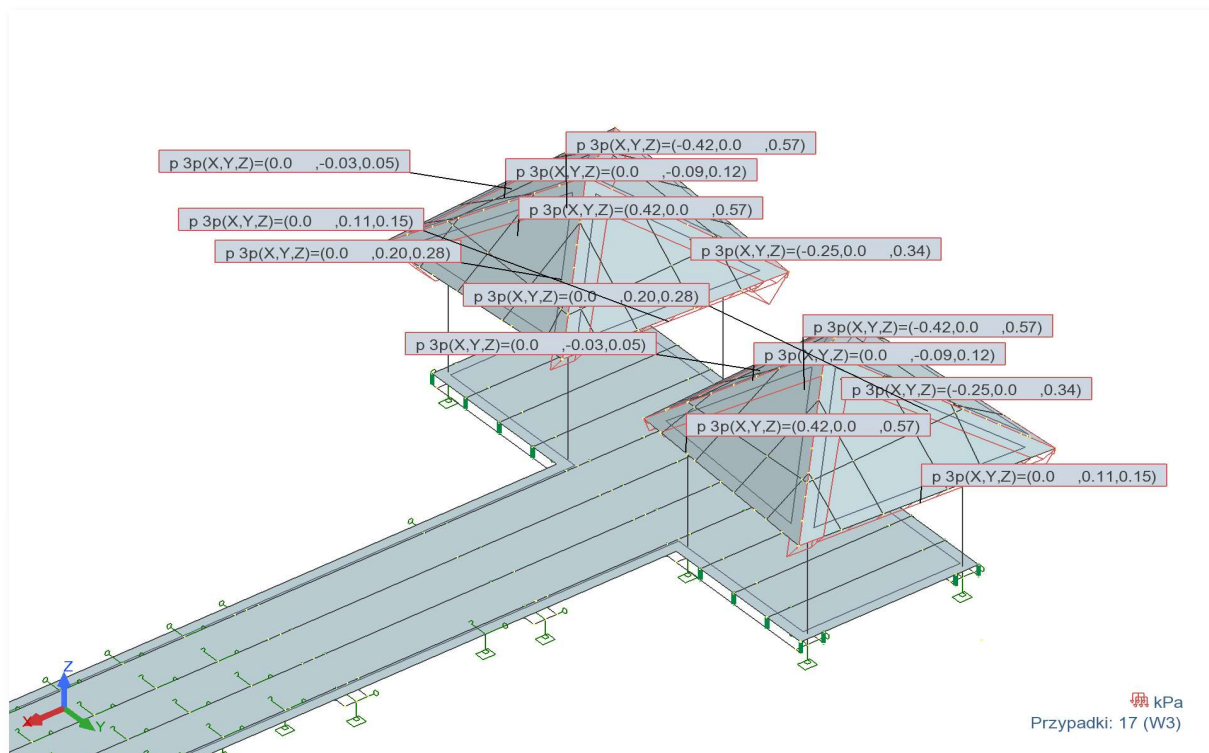 p 3p(X,Y,Z)=(-0.42,0.0 ,0.57)
p 3p(X,Y,Z)=(0.0 ,-0.03,0.05)
p 3p(X,Y,Z)=(0.0 ,-0.09,0.12)
p 3p(X,Y,Z)=(0.42,0.0 ,0.57)
p 3p(X,Y,Z)=(0.0 ,0.11,0.15)
p 3p(X,Y,Z)=(0.0 ,0.20,0.28)
p 3p(X,Y,Z)=(-0.25,0.0 ,0.34)
p 3p(X,Y,Z)=(0.0 ,0.20,0.28)
p 3p(X,Y,Z)=(-0.42,0.0 ,0.57)
p 3p(X,Y,Z)=(0.0 ,-0.03,0.05)
p 3p(X,Y,Z)=(0.0 ,-0.09,0.12)
p 3p(X,Y,Z)=(-0.25,0.0 ,0.34)
p 3p(X,Y,Z)=(0.42,0.0 ,0.57)
p 3p(X,Y,Z)=(0.0 ,0.11,0.15)
Z
X
Y
kPa
Przypadki: 17 (W3)